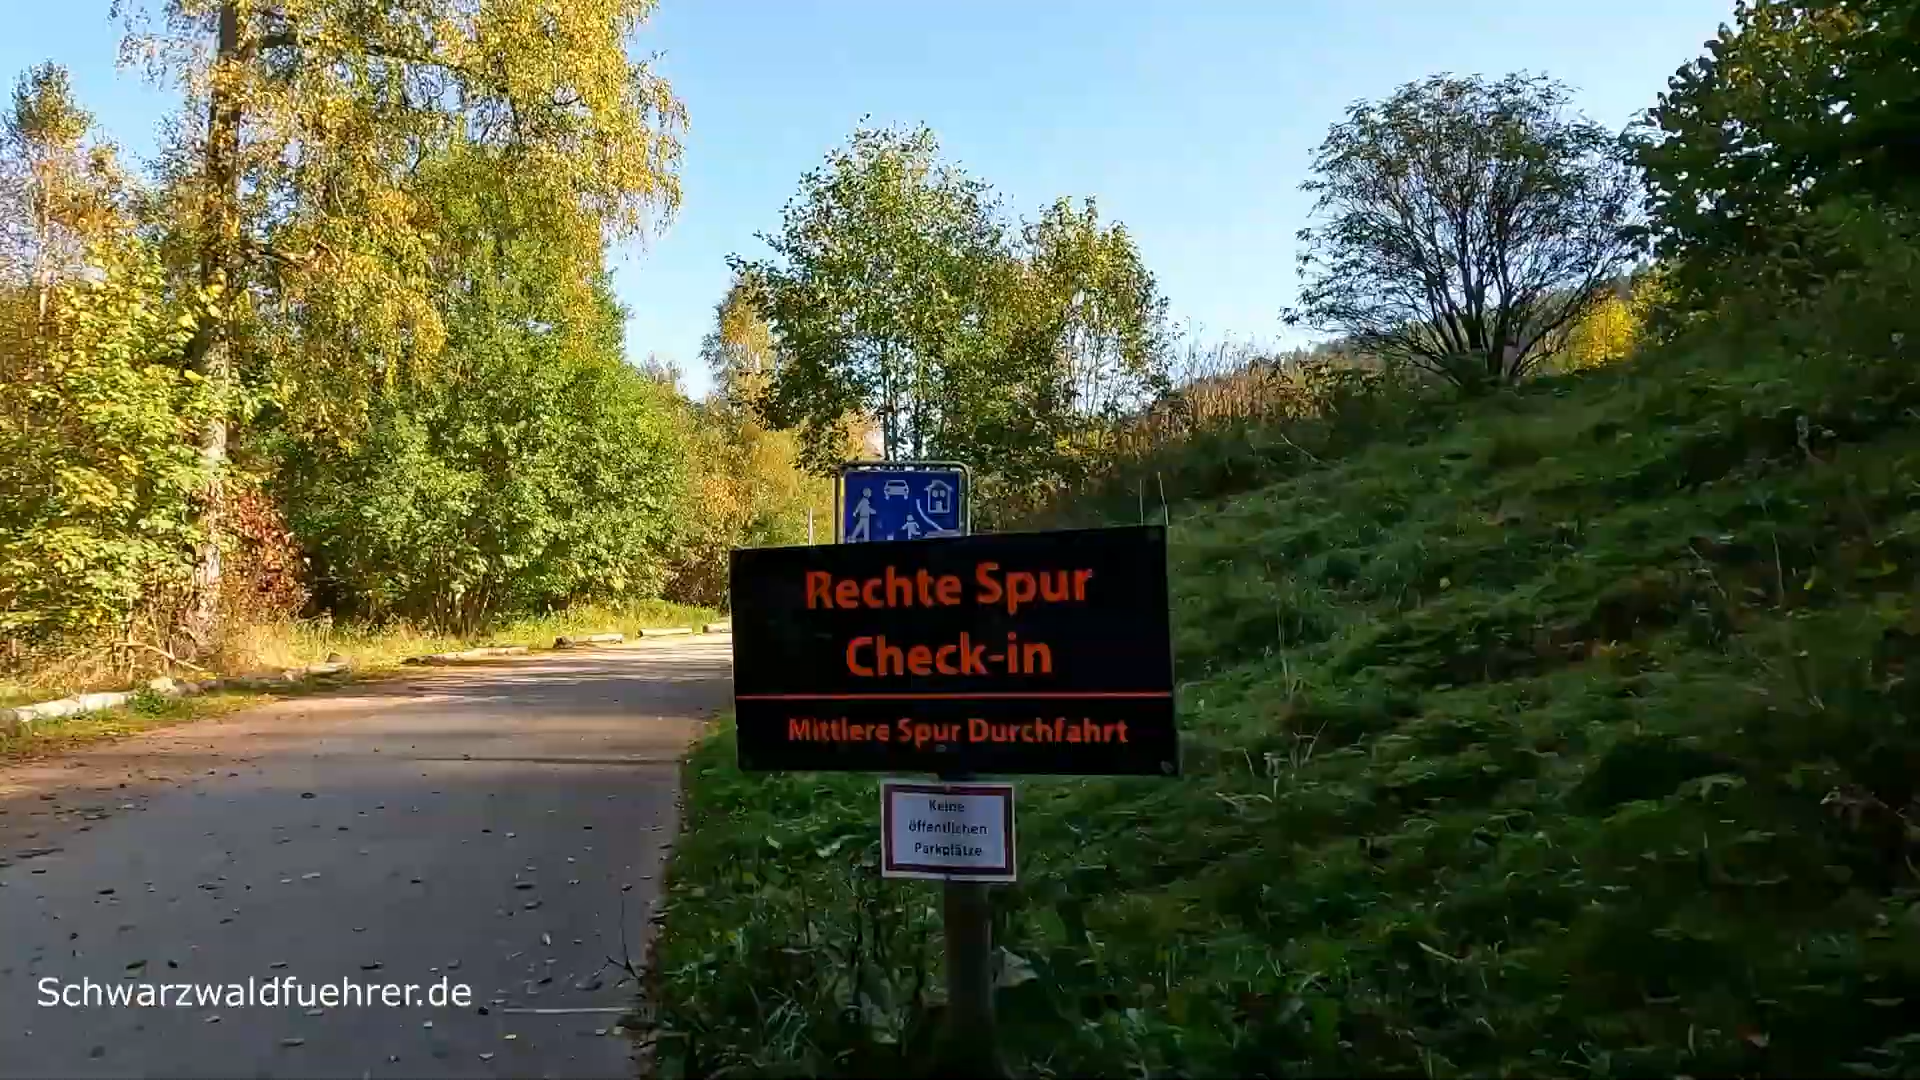 Rechte Spur
Check-in
Mittlere Spur Durchfahrt
Keine
öffentlichen
Parkplätze
Schwarzwaldfuehrer.de